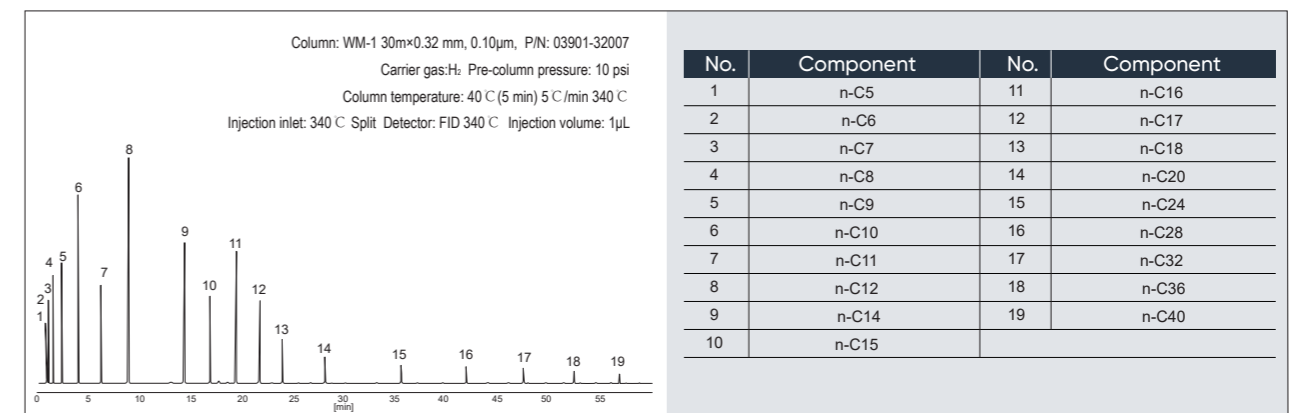 Column: WM-1 30m×0.32 mm, 0.10μm, P/N: 03901-32007
Carrier gas:H₂ Pre-column pressure: 10 psi
Column temperature: 40℃(5 min) 5℃/min 340℃
Injection inlet: 340℃ Split Detector: FID 340℃ Injection volume: 1μL
8
6
9
11
4 5
7
10
12
3
2
1
13
14
15
16
17
18
19
0 5 10 15 20 25 30 35 40 45 50 55
[min]
No. Component No. Component
1 n-C5 11 n-C16
2 n-C6 12 n-C17
3 n-C7 13 n-C18
4 n-C8 14 n-C20
5 n-C9 15 n-C24
6 n-C10 16 n-C28
7 n-C11 17 n-C32
8 n-C12 18 n-C36
9 n-C14 19 n-C40
10 n-C15